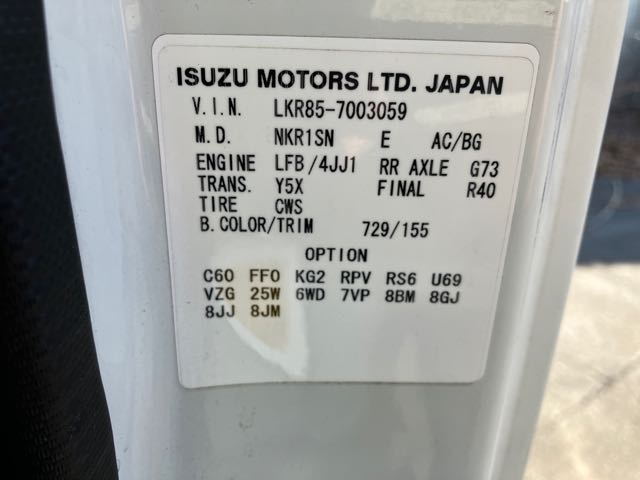 ISUZU MOTORS LTD. JAPAN
V.I.N. LKR85-7003059
M.D. NKR1SN E AC/BG
ENGINE LFB/4JJ1 RR AXLE G73
TRANS. Y5X FINAL R40
TIRE CWS
B.COLOR/TRIM 729/155
OPTION
C60 FF0 KG2 RPV RS6 U69
VZG 25W 6WD 7VP 8BM 8GJ
8JJ 8JM